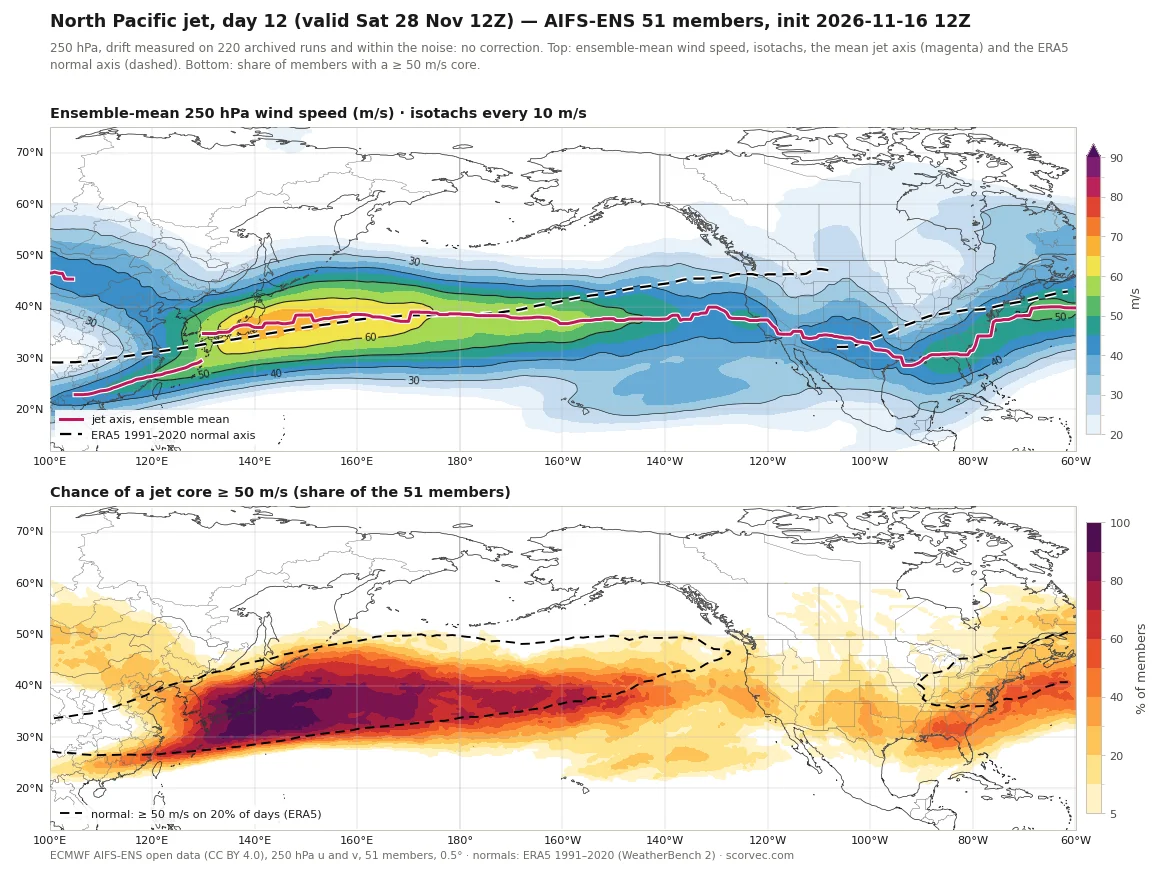 North Pacific jet, day 12 (valid Sat 28 Nov 12Z) — AIFS-ENS 51 members, init 2026-11-16 12Z
250 hPa, drift measured on 220 archived runs and within the noise: no correction. Top: ensemble-mean wind speed, isotachs, the mean jet axis (magenta) and the ERA5
normal axis (dashed). Bottom: share of members with a ≥ 50 m/s core.
Ensemble-mean 250 hPa wind speed (m/s) · isotachs every 10 m/s
70°N
60°N
50°N
40°N
30°N
20°N
30
30
60
50
40
30
40
50
jet axis, ensemble mean
ERA5 1991–2020 normal axis
100°E 120°E 140°E 160°E 180° 160°W 140°W 120°W 100°W 80°W 60°W
90
80
70
60
50
40
30
20
m/s
Chance of a jet core ≥ 50 m/s (share of the 51 members)
70°N
60°N
50°N
40°N
30°N
20°N
normal: ≥ 50 m/s on 20% of days (ERA5)
100°E 120°E 140°E 160°E 180° 160°W 140°W 120°W 100°W 80°W 60°W
100
80
60
40
20
5
% of members
ECMWF AIFS-ENS open data (CC BY 4.0), 250 hPa u and v, 51 members, 0.5° · normals: ERA5 1991–2020 (WeatherBench 2) · scorvec.com